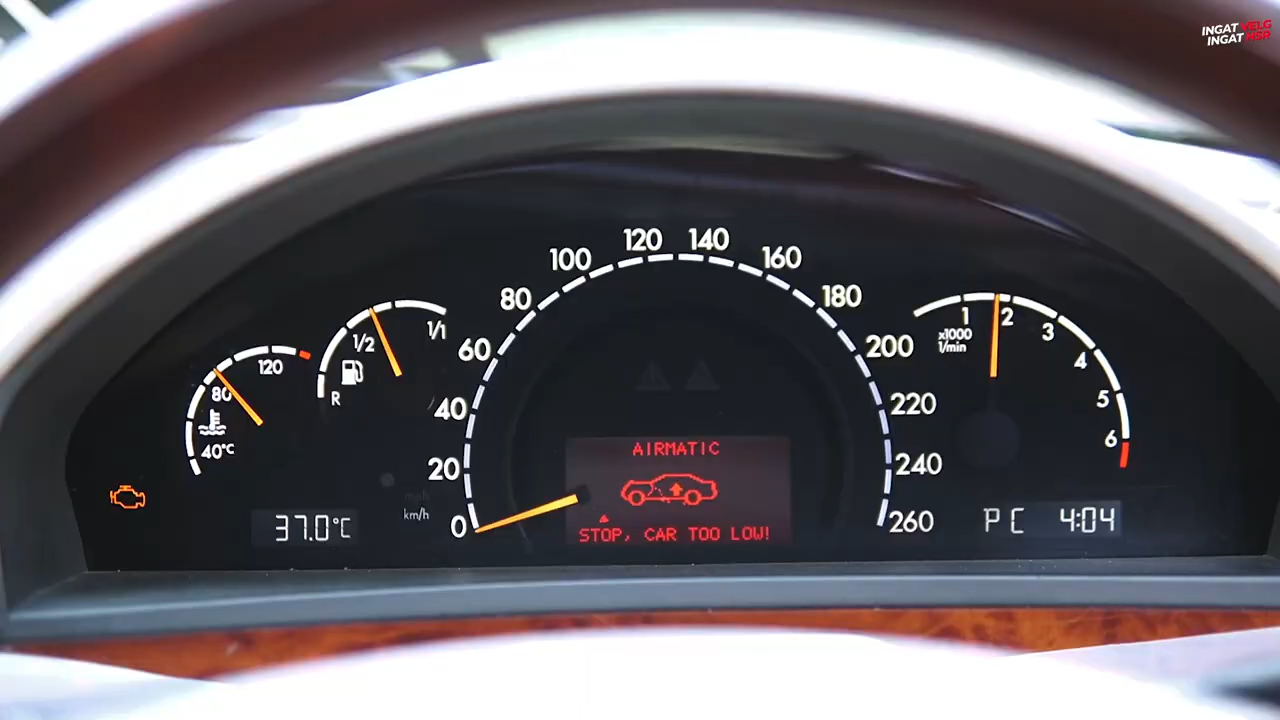 INGAT VELG
INGAT HSR
40°C
80
120
R
1/2
1/1
37.0°C
mph
km/h
0
20
40
60
80
100
120
140
160
180
200
220
240
260
AIRMATIC
STOP, CAR TOO LOW!
x1000
1/min
1
2
3
4
5
6
P C 4:04